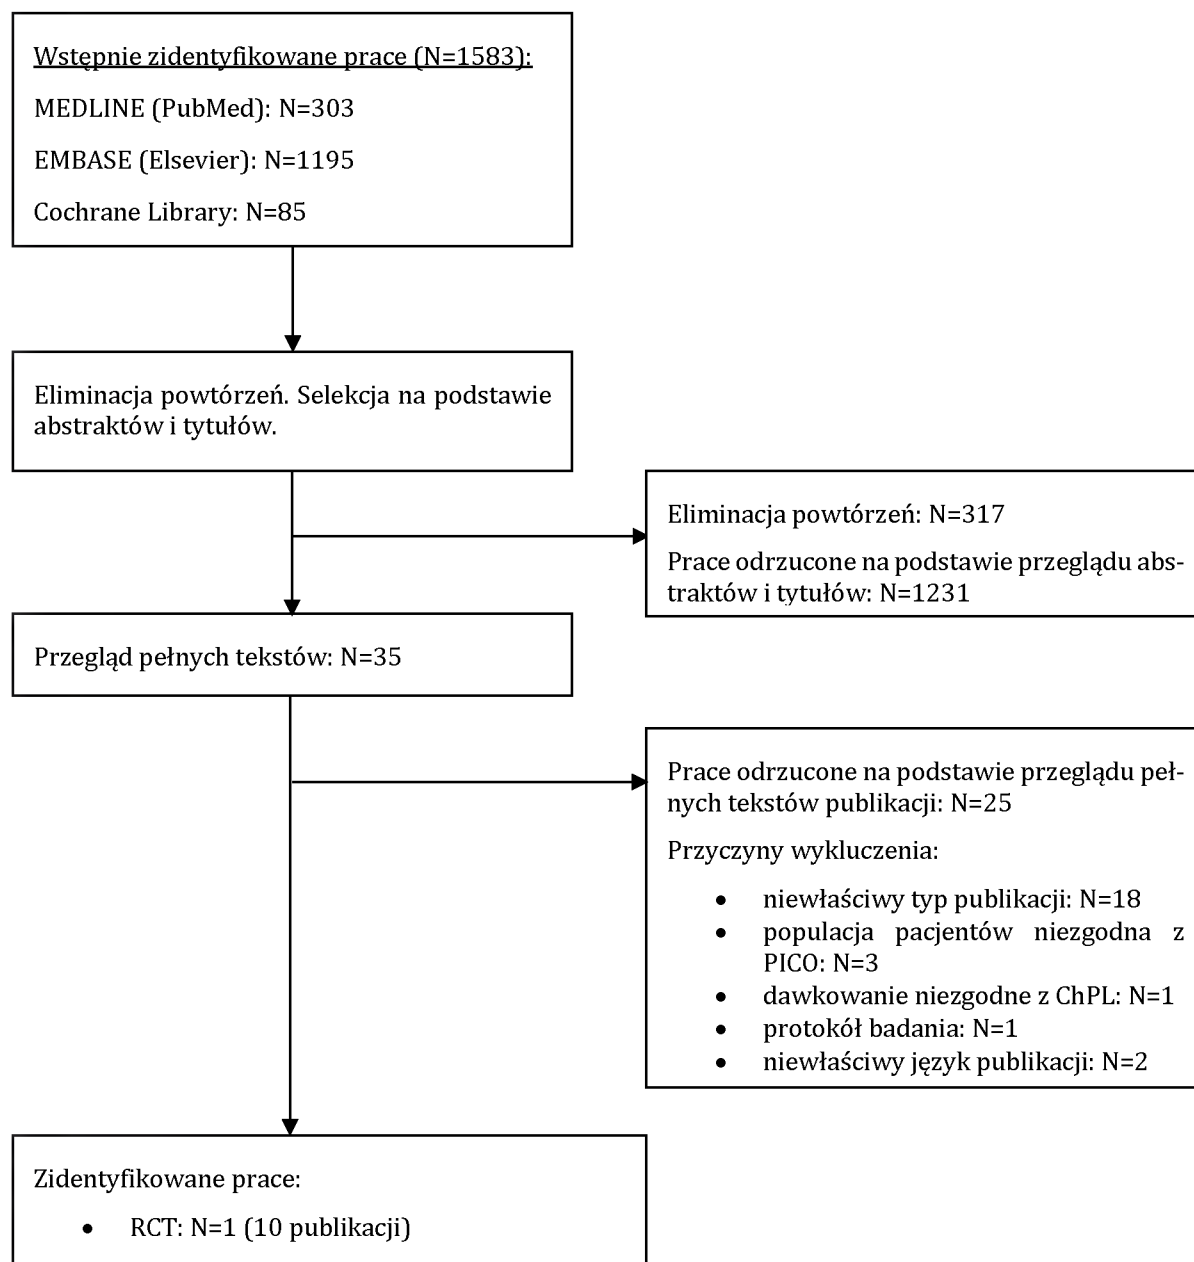 Wstępnie zidentyfikowane prace (N=1583):
MEDLINE (PubMed): N=303
EMBASE (Elsevier): N=1195
Cochrane Library: N=85
Eliminacja powtórzeń. Selekcja na podstawie
abstraktów i tytułów.
Eliminacja powtórzeń: N=317
Prace odrzucone na podstawie przeglądu abs-
traktów i tytułów: N=1231
Przegląd pełnych tekstów: N=35
Prace odrzucone na podstawie przeglądu peł-
nych tekstów publikacji: N=25
Przyczyny wykluczenia:
• niewłaściwy typ publikacji: N=18
• populacja pacjentów niezgodna z
PICO: N=3
• dawkowanie niezgodne z ChPL: N=1
• protokół badania: N=1
• niewłaściwy język publikacji: N=2
Zidentyfikowane prace:
• RCT: N=1 (10 publikacji)